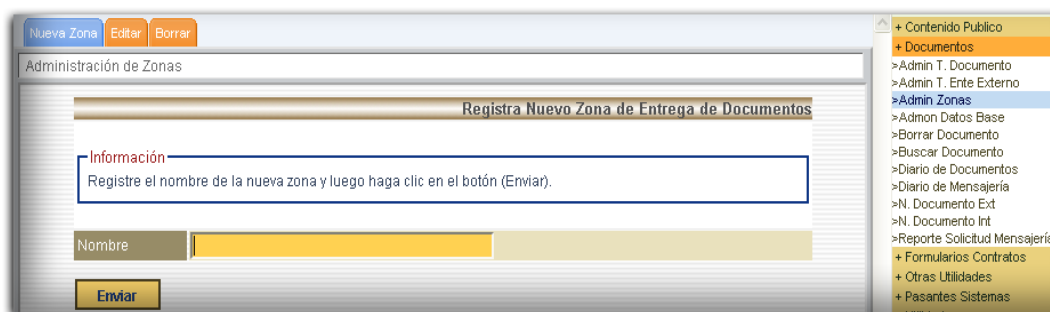 Nueva Zona Editar Borrar
Administración de Zonas
Registra Nuevo Zona de Entrega de Documentos
Información
Registre el nombre de la nueva zona y luego haga clic en el botón (Enviar).
Nombre
Enviar
+ Contenido Publico
+ Documentos
>Admin T. Documento
>Admin T. Ente Externo
>Admin Zonas
>Admon Datos Base
>Borrar Documento
>Buscar Documento
>Diario de Documentos
>Diario de Mensajería
>N. Documento Ext
>N. Documento Int
>Reporte Solicitud Mensajería
+ Formularios Contratos
+ Otras Utilidades
+ Pasantes Sistemas